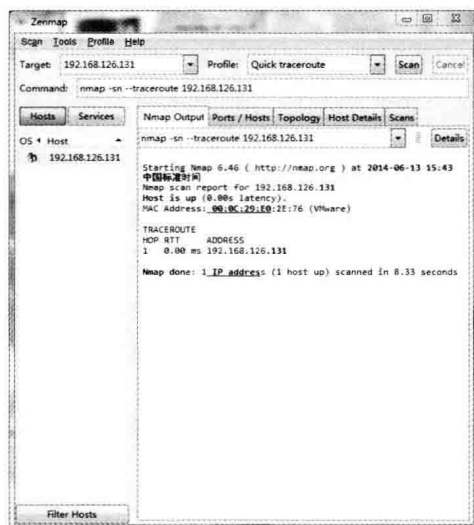 Zenmap
Scan Tools Profile Help
Target: 192.168.126.131 Profile: Quick traceroute Scan Cancel
Command: nmap -sn --traceroute 192.168.126.131
Hosts Services
Nmap Output Ports / Hosts Topology Host Details Scans
OS Host
nmap -sn --traceroute 192.168.126.131 Details
192.168.126.131
Starting Nmap 6.46 ( http://nmap.org ) at 2014-06-13 15:43
中国标准时间
Nmap scan report for 192.168.126.131
Host is up (0.00s latency).
MAC Address: 00:0C:29:E0:2E:76 (VMware)
TRACEROUTE
HOP RTT ADDRESS
1 0.00 ms 192.168.126.131
Nmap done: 1 IP address (1 host up) scanned in 8.33 seconds
Filter Hosts